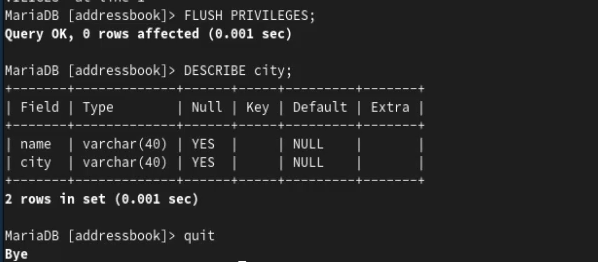 MariaDB [addressbook]> FLUSH PRIVILEGES;
Query OK, 0 rows affected (0.001 sec)

MariaDB [addressbook]> DESCRIBE city;
+-------+-------------+------+-----+---------+-------+
| Field | Type        | Null | Key | Default | Extra |
+-------+-------------+------+-----+---------+-------+
| name  | varchar(40) | YES  |     | NULL    |       |
| city  | varchar(40) | YES  |     | NULL    |       |
+-------+-------------+------+-----+---------+-------+
2 rows in set (0.001 sec)

MariaDB [addressbook]> quit
Bye